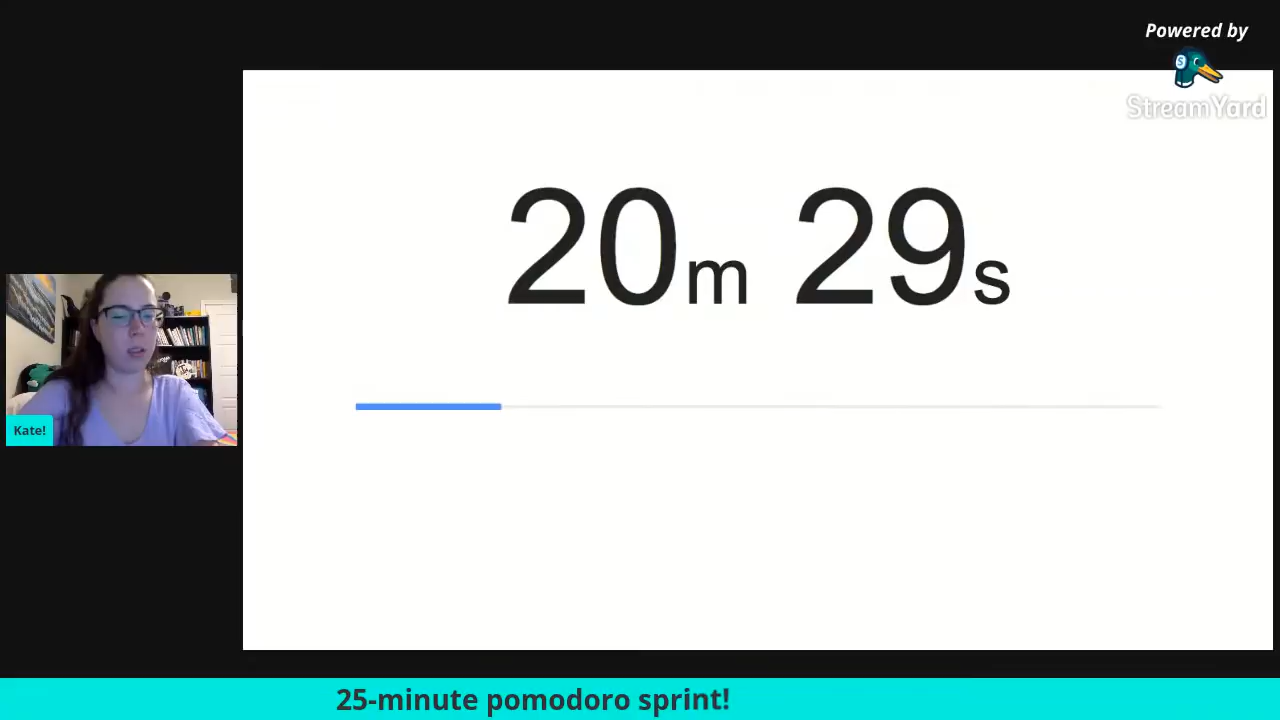 Powered by
StreamYard
20m 29s
Kate!
25-minute pomodoro sprint!